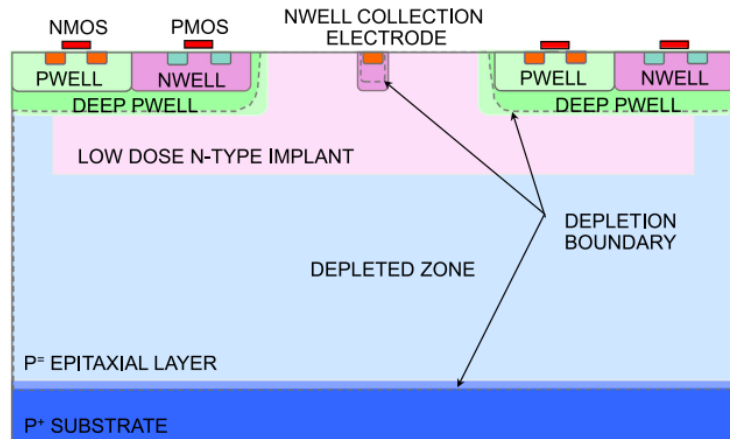 NMOS
PMOS
NWELL COLLECTION
ELECTRODE
PWELL
NWELL
PWELL
NWELL
DEEP PWELL
DEEP PWELL
LOW DOSE N-TYPE IMPLANT
DEPLETION
BOUNDARY
DEPLETED ZONE
P⁼ EPITAXIAL LAYER
P⁺ SUBSTRATE